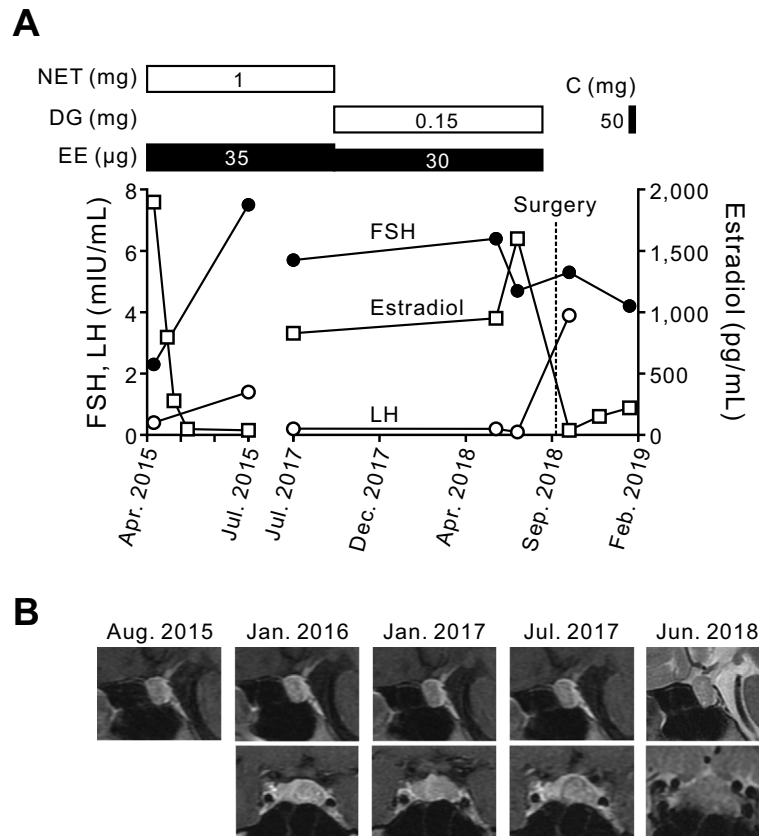 A
NET (mg)
1
C (mg)
DG (mg)
0.15
50
EE (µg)
35
30
8
6
4
2
0
FSH, LH (mIU/mL)
2,000
1,500
1,000
500
0
Estradiol (pg/mL)
Surgery
FSH
Estradiol
LH
Apr. 2015
Jul. 2015
Jul. 2017
Dec. 2017
Apr. 2018
Sep. 2018
Feb. 2019
B
Aug. 2015
Jan. 2016
Jan. 2017
Jul. 2017
Jun. 2018